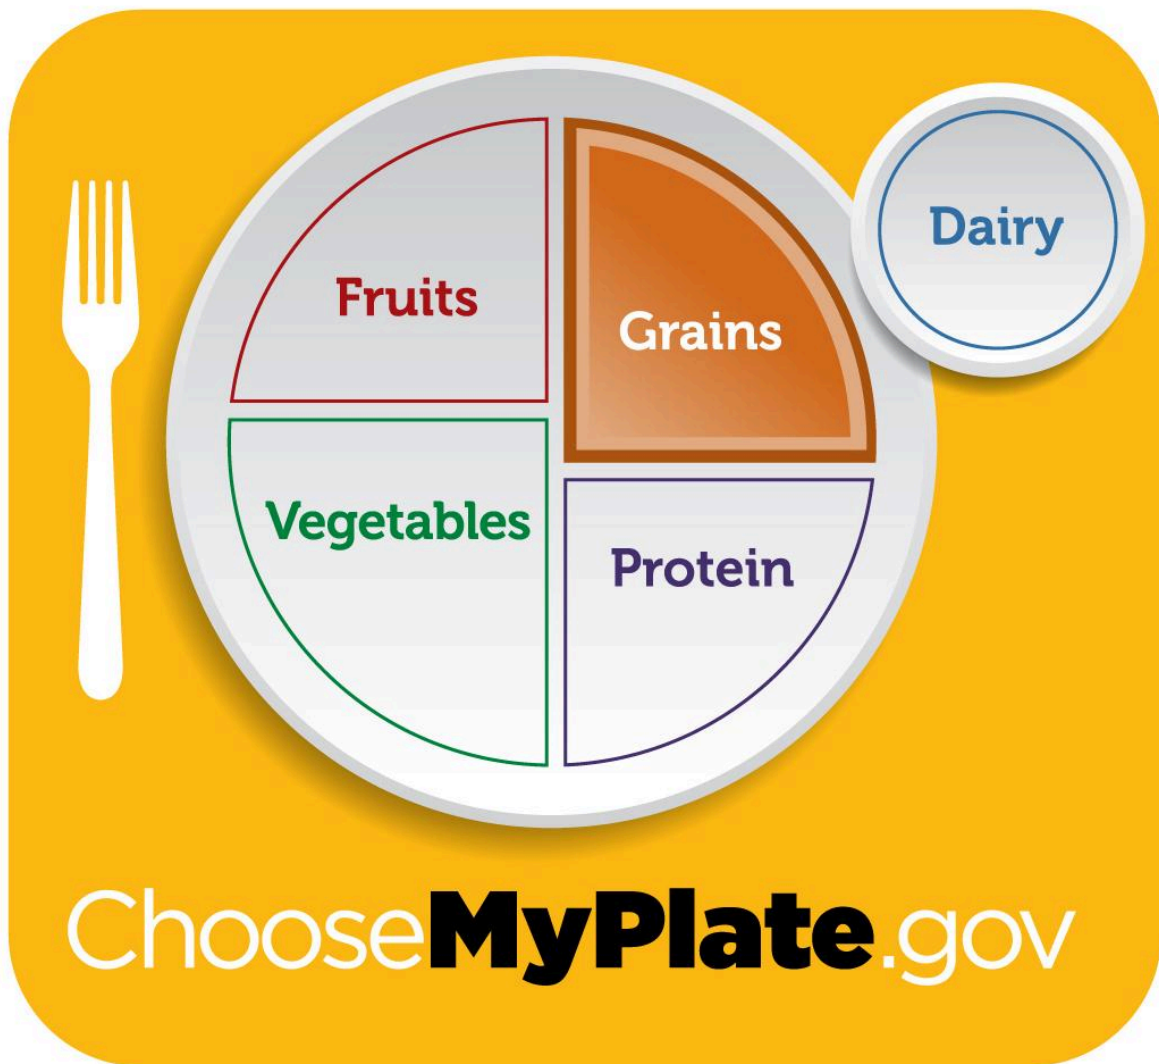 Fruits
Grains
Dairy
Vegetables
Protein
ChooseMyPlate.gov